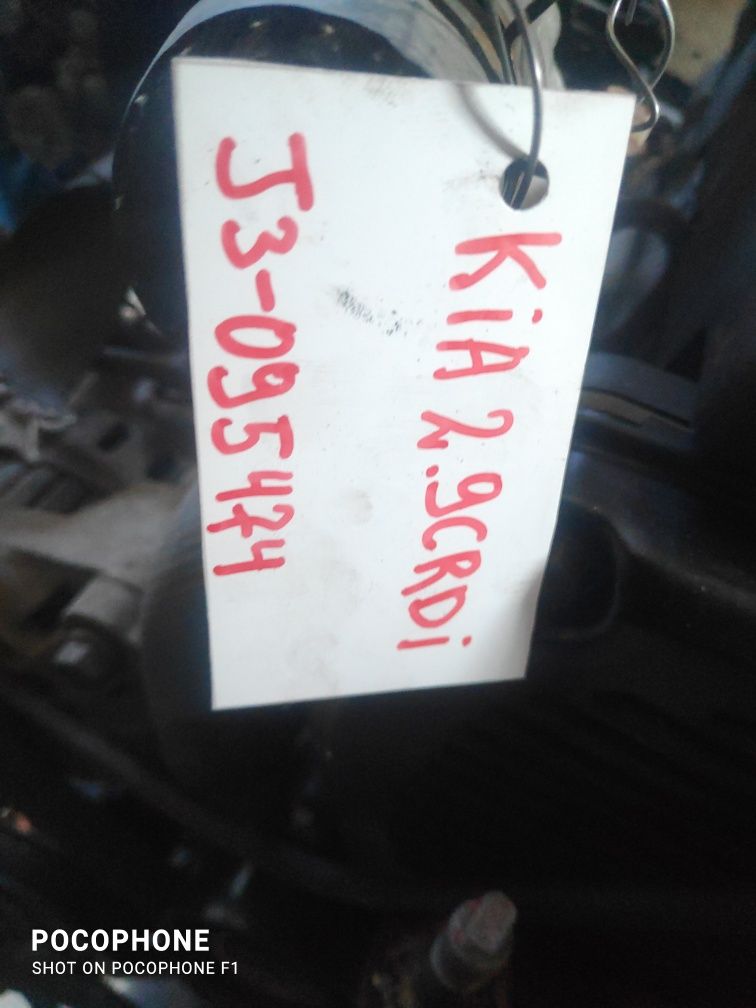 KiA 2.9CRDi
J3-095474
POCOPHONE
SHOT ON POCOPHONE F1